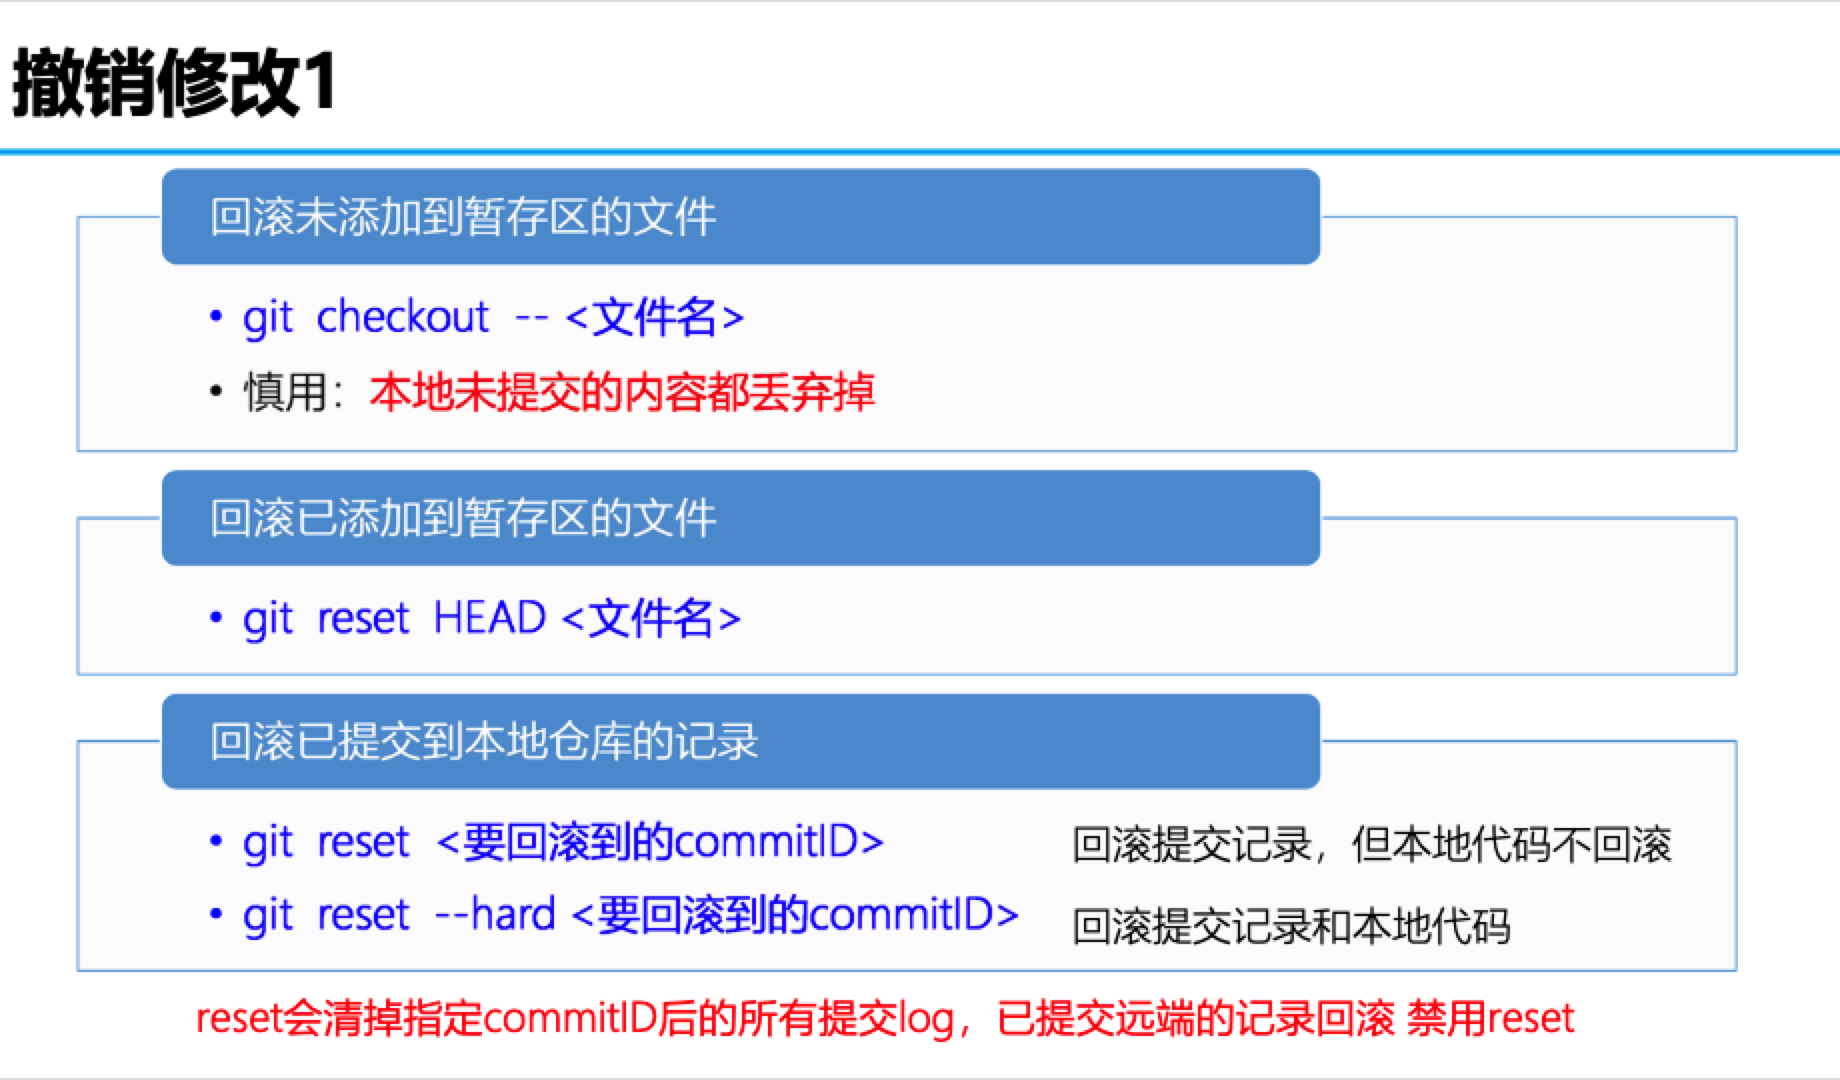 撤销修改1
回滚未添加到暂存区的文件
• git checkout -- <文件名>
• 慎用：本地未提交的内容都丢弃掉
回滚已添加到暂存区的文件
• git reset HEAD <文件名>
回滚已提交到本地仓库的记录
• git reset <要回滚到的commitID> 回滚提交记录，但本地代码不回滚
• git reset --hard <要回滚到的commitID> 回滚提交记录和本地代码
reset会清掉指定commitID后的所有提交log，已提交远端的记录回滚 禁用reset